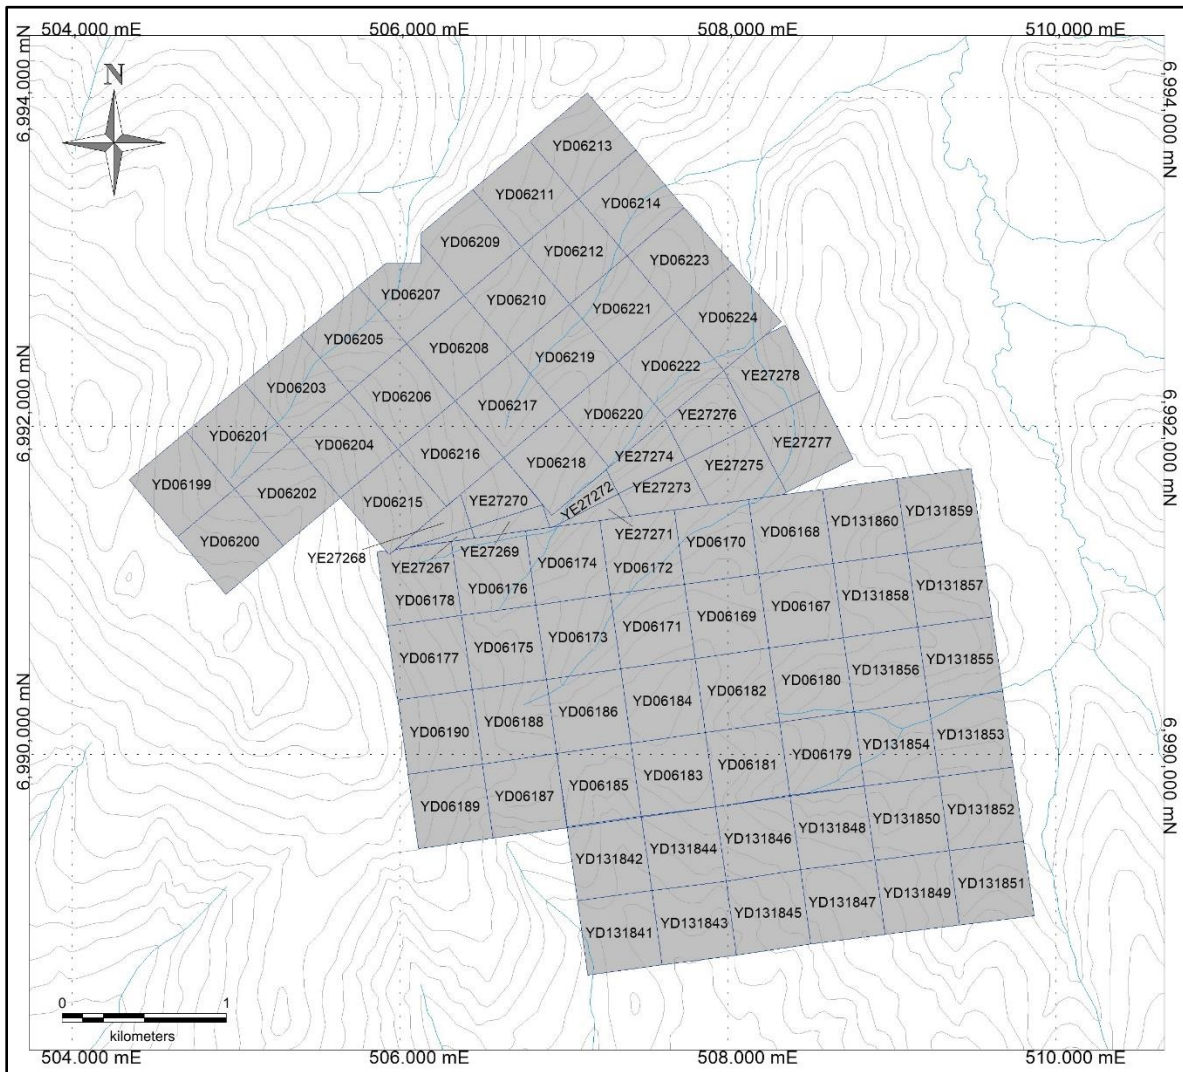 504,000 mE
506,000 mE
508,000 mE
510,000 mE
6,994,000 mN
N
6,994,000 mN
YD06213
YD06211
YD06214
YD06209
YD06212
YD06223
YD06207
YD06210
YD06221
YD06224
YD06205
YD06208
YD06219
YD06222
YE27278
YD06203
YD06206
YD06217
YD06220
YE27276
6,992,000 mN
6,992,000 mN
YD06201
YD06204
YD06216
YD06218
YE27274
YE27275
YE27277
YD06199
YD06202
YD06215
YE27270
YE27272
YE27273
YD06200
YE27268
YE27267
YE27269
YD06174
YE27271
YD06170
YD06168
YD131860
YD131859
YD06178
YD06176
YD06172
YD06169
YD06167
YD131858
YD131857
YD06177
YD06175
YD06173
YD06171
YD06182
YD06180
YD131856
YD131855
YD06190
YD06188
YD06186
YD06184
YD06181
YD06179
YD131854
YD131853
6,990,000 mN
6,990,000 mN
YD06189
YD06187
YD06185
YD06183
YD131846
YD131848
YD131850
YD131852
YD131842
YD131844
YD131845
YD131847
YD131849
YD131851
YD131841
YD131843
0
1
kilometers
504,000 mE
506,000 mE
508,000 mE
510,000 mE